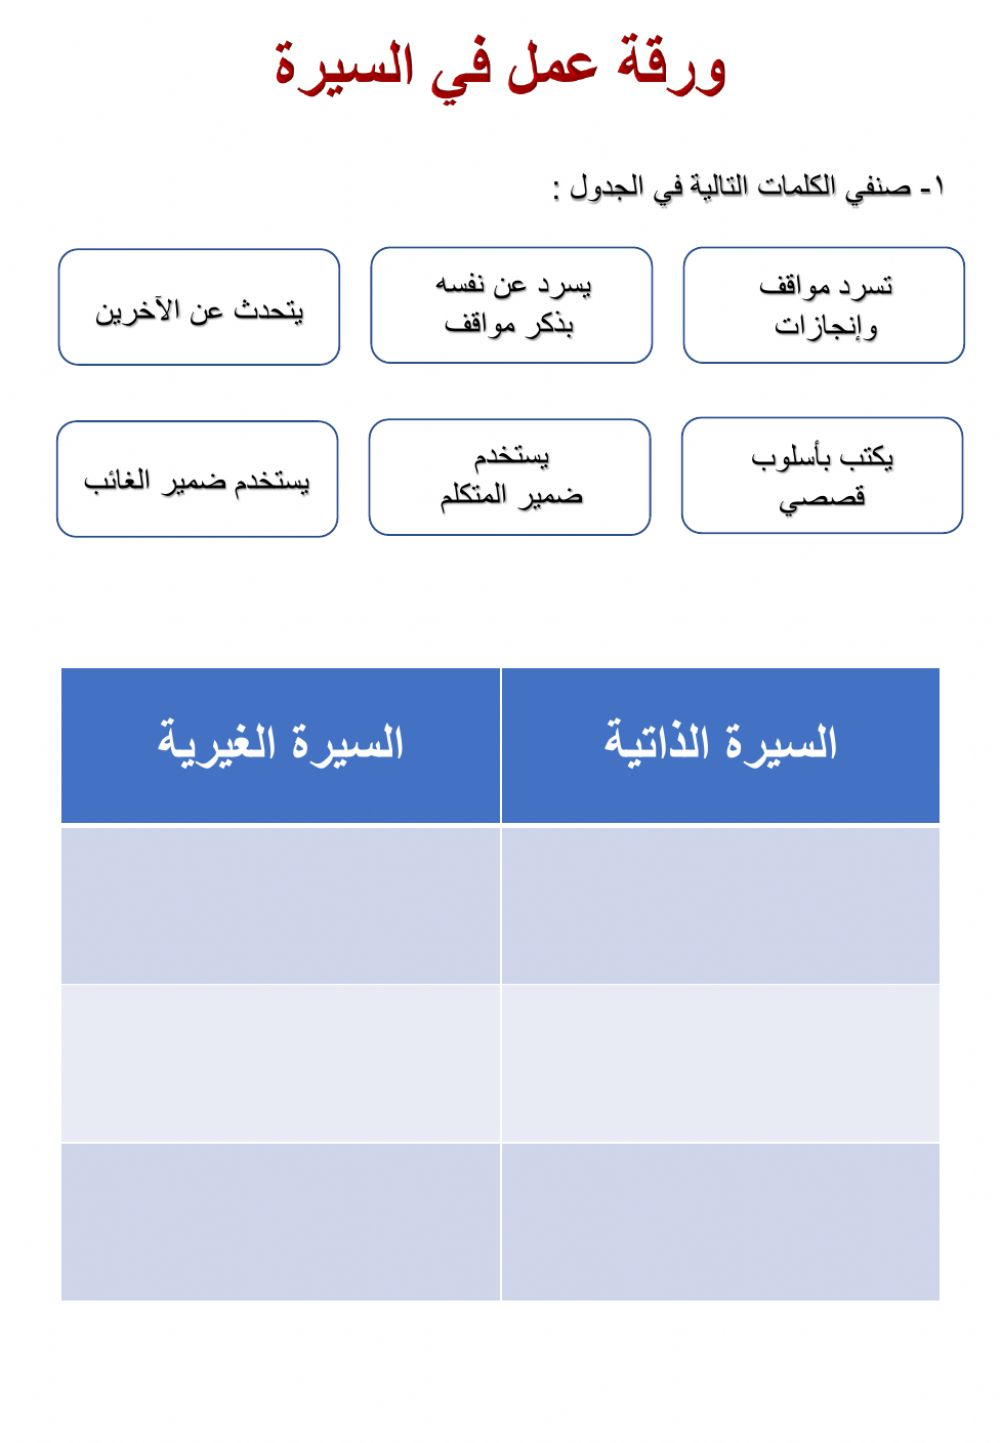 ورقة عمل في السيرة
١- صنفي الكلمات التالية في الجدول :
تسرد مواقف
وإنجازات
يسرد عن نفسه
بذكر مواقف
يتحدث عن الآخرين
يكتب بأسلوب
قصصي
يستخدم
ضمير المتكلم
يستخدم ضمير الغائب
السيرة الذاتية
السيرة الغيرية